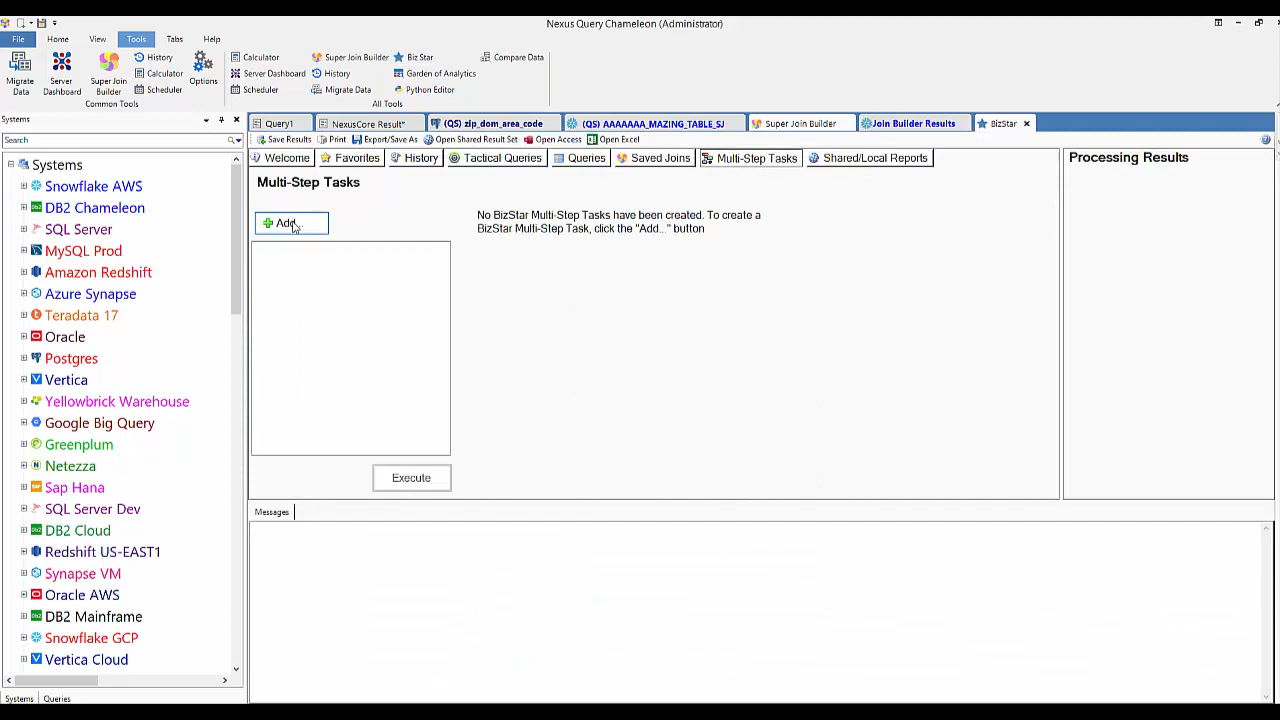 Nexus Query Chameleon (Administrator)
File Home View Tools Tabs Help
Migrate Data
Server Dashboard
Super Join Builder
History
Calculator
Scheduler
Options
Common Tools
Calculator
Server Dashboard
Scheduler
Super Join Builder
History
Migrate Data
Biz Star
Garden of Analytics
Python Editor
Compare Data
All Tools
Systems
Search
Systems
Snowflake AWS
DB2 Chameleon
SQL Server
MySQL Prod
Amazon Redshift
Azure Synapse
Teradata 17
Oracle
Postgres
Vertica
Yellowbrick Warehouse
Google Big Query
Greenplum
Netezza
Sap Hana
SQL Server Dev
DB2 Cloud
Redshift US-EAST1
Synapse VM
Oracle AWS
DB2 Mainframe
Snowflake GCP
Vertica Cloud
Systems Queries
Query1 NexusCore Result* (QS) zip_dom_area_code (QS) AAAAAAA_MAZING_TABLE_SJ Super Join Builder Join Builder Results BizStar
Save Results Print Export/Save As Open Shared Result Set Open Access Open Excel
Welcome Favorites History Tactical Queries Queries Saved Joins Multi-Step Tasks Shared/Local Reports
Multi-Step Tasks
Add...
No BizStar Multi-Step Tasks have been created. To create a
BizStar Multi-Step Task, click the "Add..." button
Execute
Processing Results
Messages